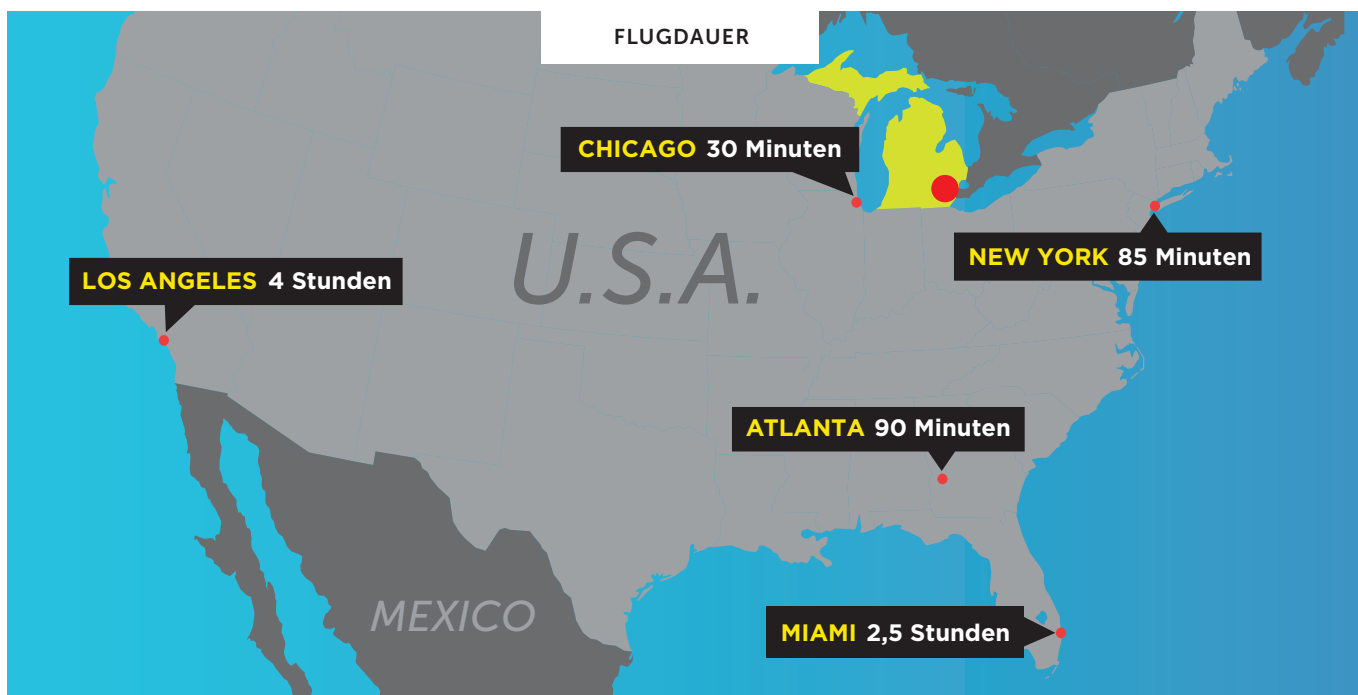 FLUGDAUER
CHICAGO 30 Minuten
U.S.A.
NEW YORK 85 Minuten
LOS ANGELES 4 Stunden
ATLANTA 90 Minuten
MEXICO
MIAMI 2,5 Stunden